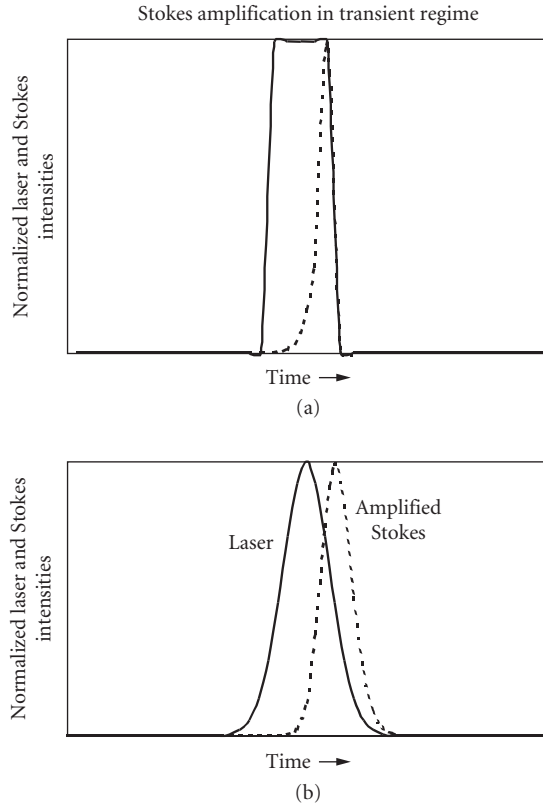 Stokes amplification in transient regime
Normalized laser and Stokes
intensities
Time
(a)
Normalized laser and Stokes
intensities
Laser
Amplified
Stokes
Time
(b)